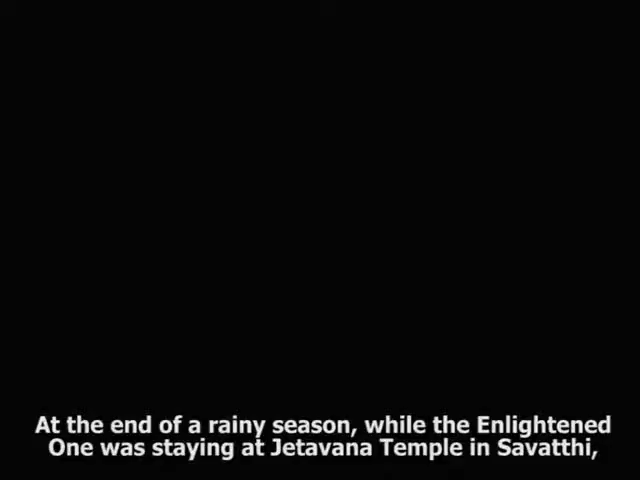 At the end of a rainy season, while the Enlightened
One was staying at Jetavana Temple in Savatthi,